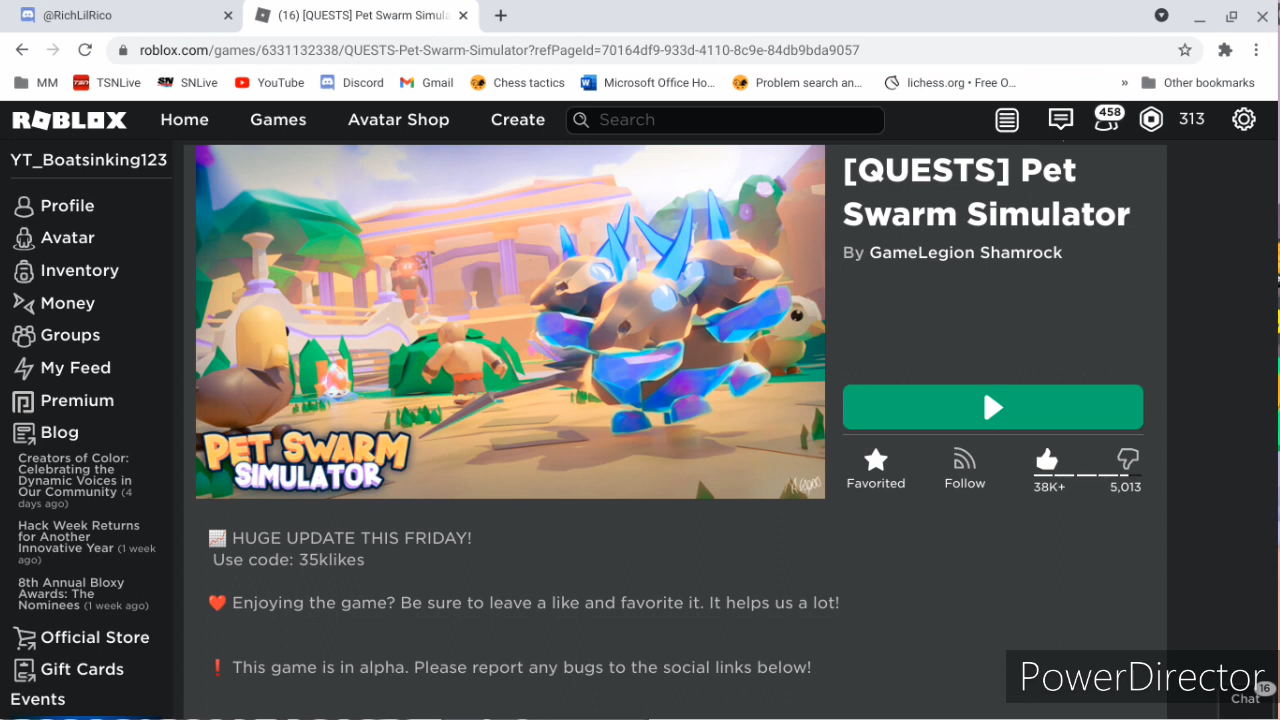 @RichLilRico
(16) [QUESTS] Pet Swarm Simula
roblox.com/games/6331132338/QUESTS-Pet-Swarm-Simulator?refPageId=70164df9-933d-4110-8c9e-84db9bda9057
MM
TSN TSNLive
SN SNLive
YouTube
Discord
Gmail
Chess tactics
Microsoft Office Ho...
Problem search an...
lichess.org • Free O...
»
Other bookmarks
ROBLOX
Home
Games
Avatar Shop
Create
Search
458
313
YT_Boatsinking123
Profile
Avatar
Inventory
Money
Groups
My Feed
Premium
Blog
Creators of Color:
Celebrating the
Dynamic Voices in
Our Community (4
days ago)
Hack Week Returns
for Another
Innovative Year (1 week
ago)
8th Annual Bloxy
Awards: The
Nominees (1 week ago)
Official Store
Gift Cards
Events
PET SWARM
SIMULATOR
[QUESTS] Pet
Swarm Simulator
By GameLegion Shamrock
Favorited
Follow
38K+
5,013
📈 HUGE UPDATE THIS FRIDAY!
Use code: 35klikes
❤️ Enjoying the game? Be sure to leave a like and favorite it. It helps us a lot!
❗ This game is in alpha. Please report any bugs to the social links below!
PowerDirector
16
Chat